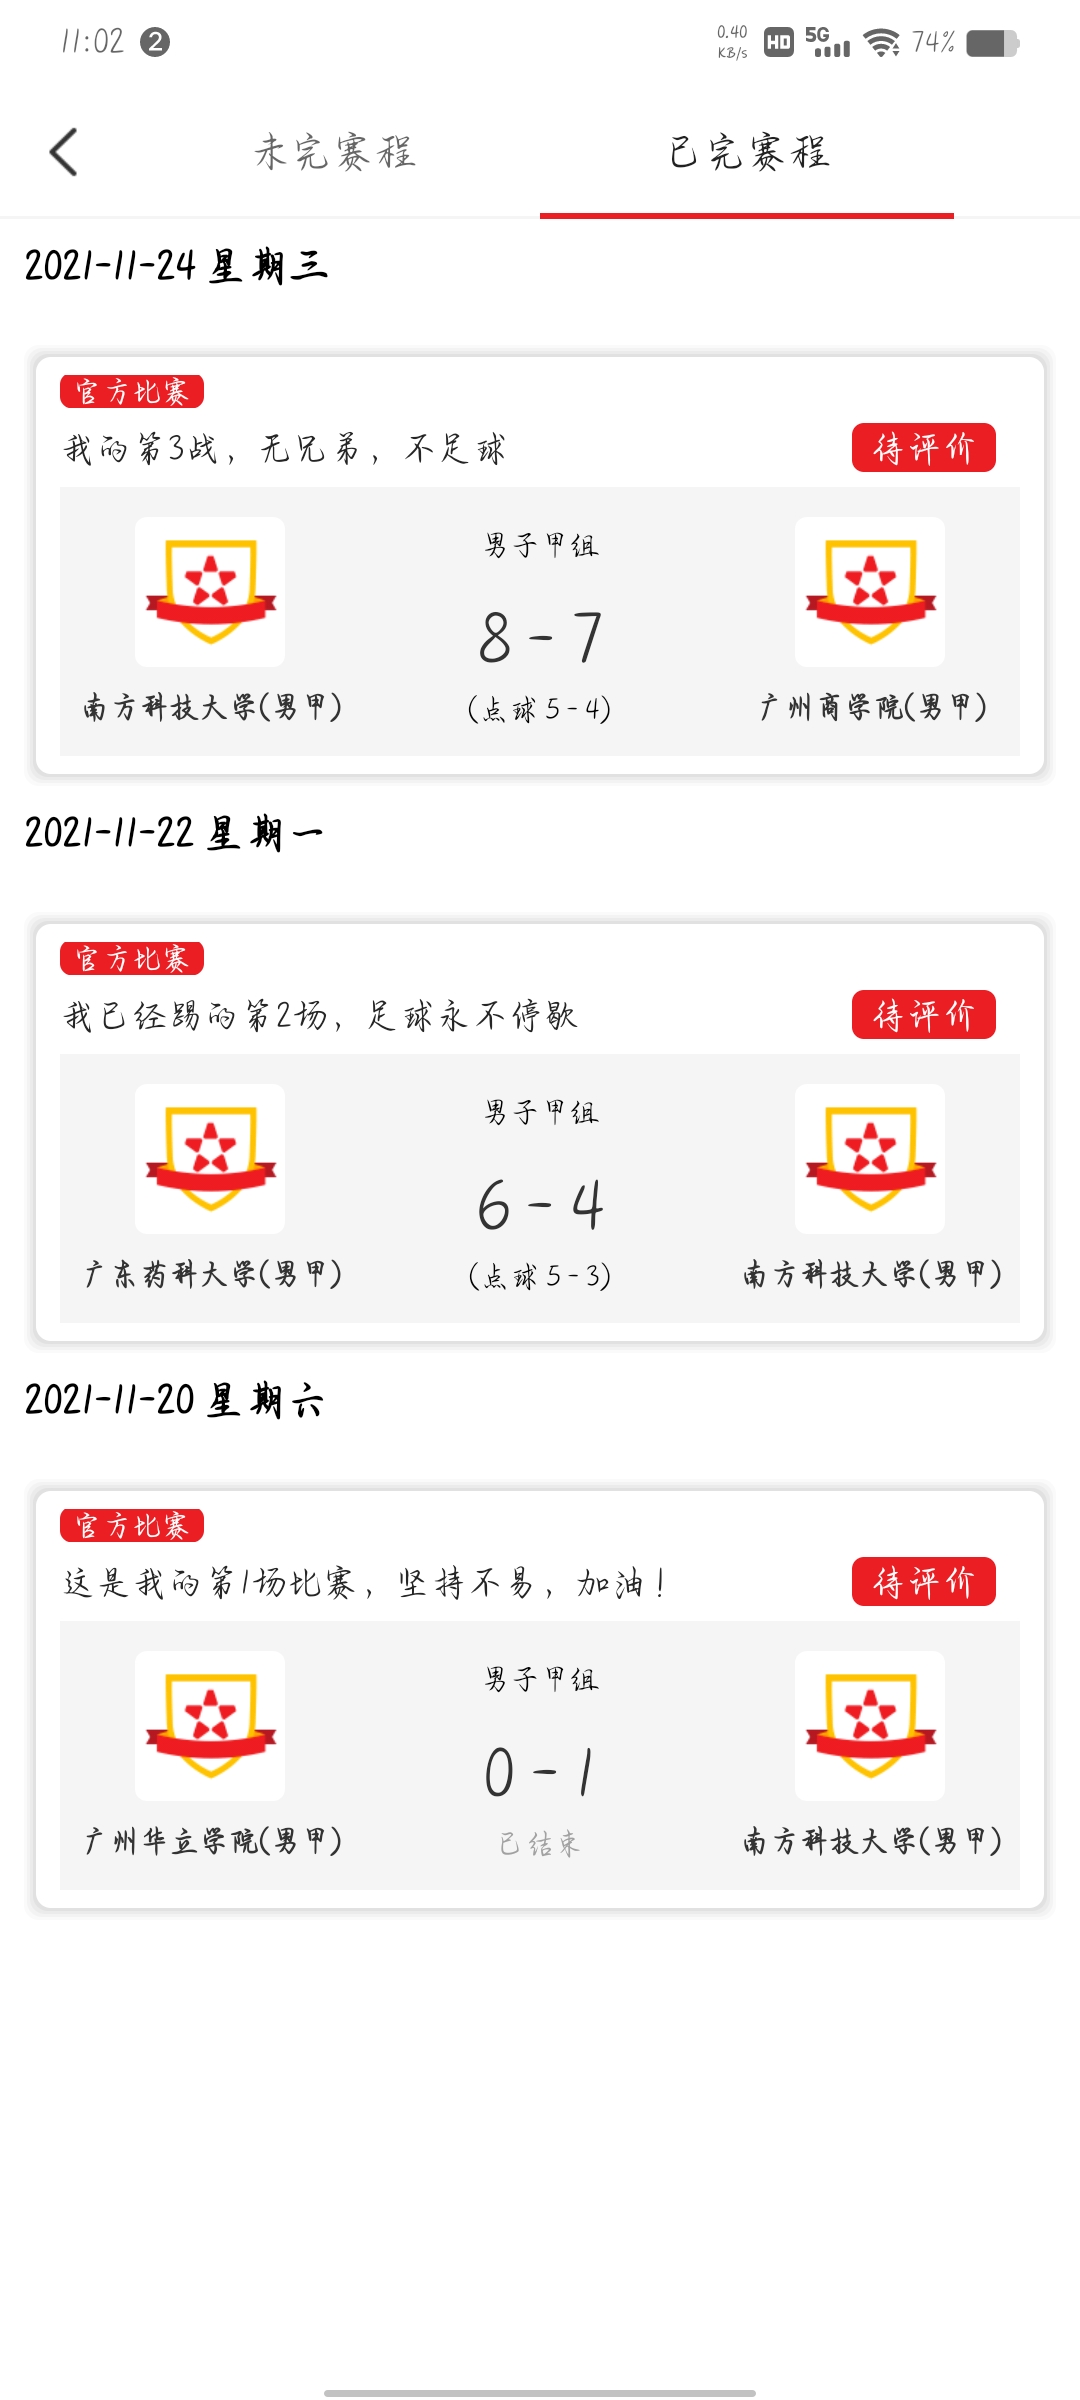 11:02 2 0.40 KB/s HD 5G 74%
未完赛程 已完赛程
2021-11-24 星期三
官方比赛
我的第3战，无兄弟，不足球 待评价
男子甲组
8 - 7
南方科技大学(男甲) (点球 5 - 4) 广州商学院(男甲)
2021-11-22 星期一
官方比赛
我已经踢的第2场，足球永不停歇 待评价
男子甲组
6 - 4
广东药科大学(男甲) (点球 5 - 3) 南方科技大学(男甲)
2021-11-20 星期六
官方比赛
这是我的第1场比赛，坚持不易，加油！ 待评价
男子甲组
0 - 1
广州华立学院(男甲) 已结束 南方科技大学(男甲)